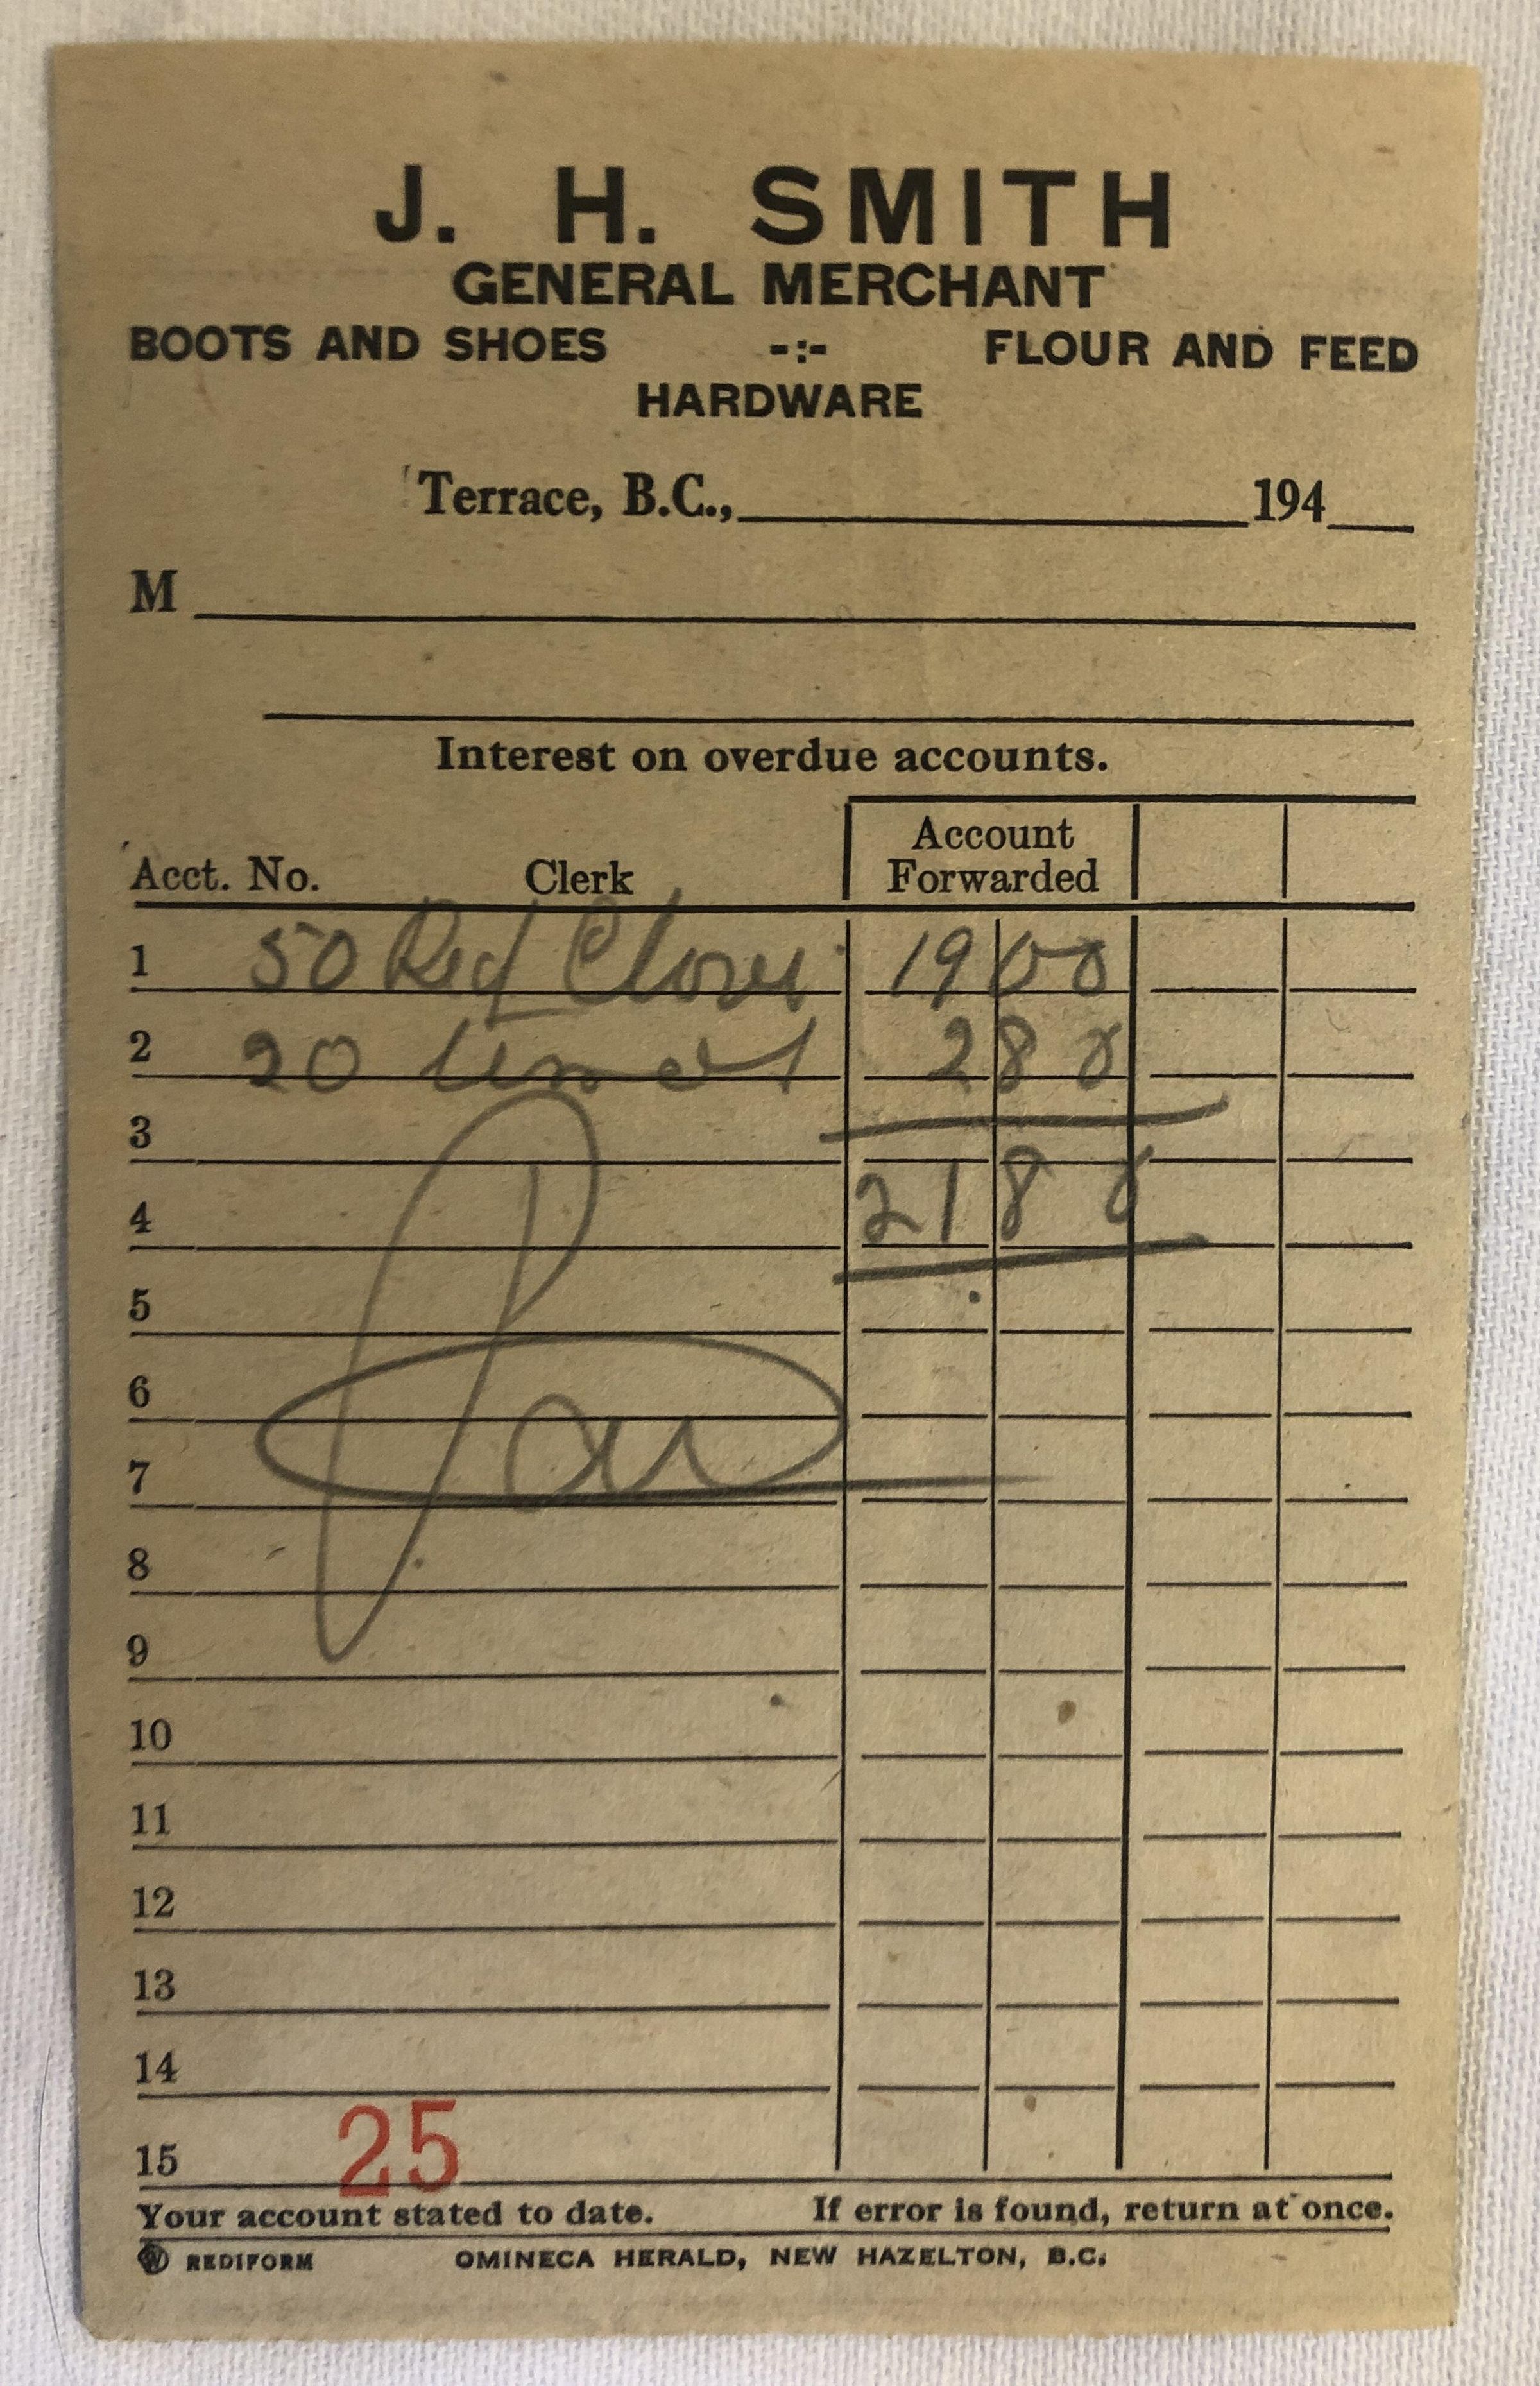 J. H. SMITH
GENERAL MERCHANT
BOOTS AND SHOES -:- FLOUR AND FEED
HARDWARE
Terrace, B.C., 194
M
Interest on overdue accounts.
Account
Forwarded
Acct. No. Clerk
1 50 Red Clover 19 00
2 20 2 80
3
4 21 80
5
6
7
8
9
10
11
12
13
14
15 25
Your account stated to date. If error is found, return at once.
REDIFORM OMINECA HERALD, NEW HAZELTON, B.C.